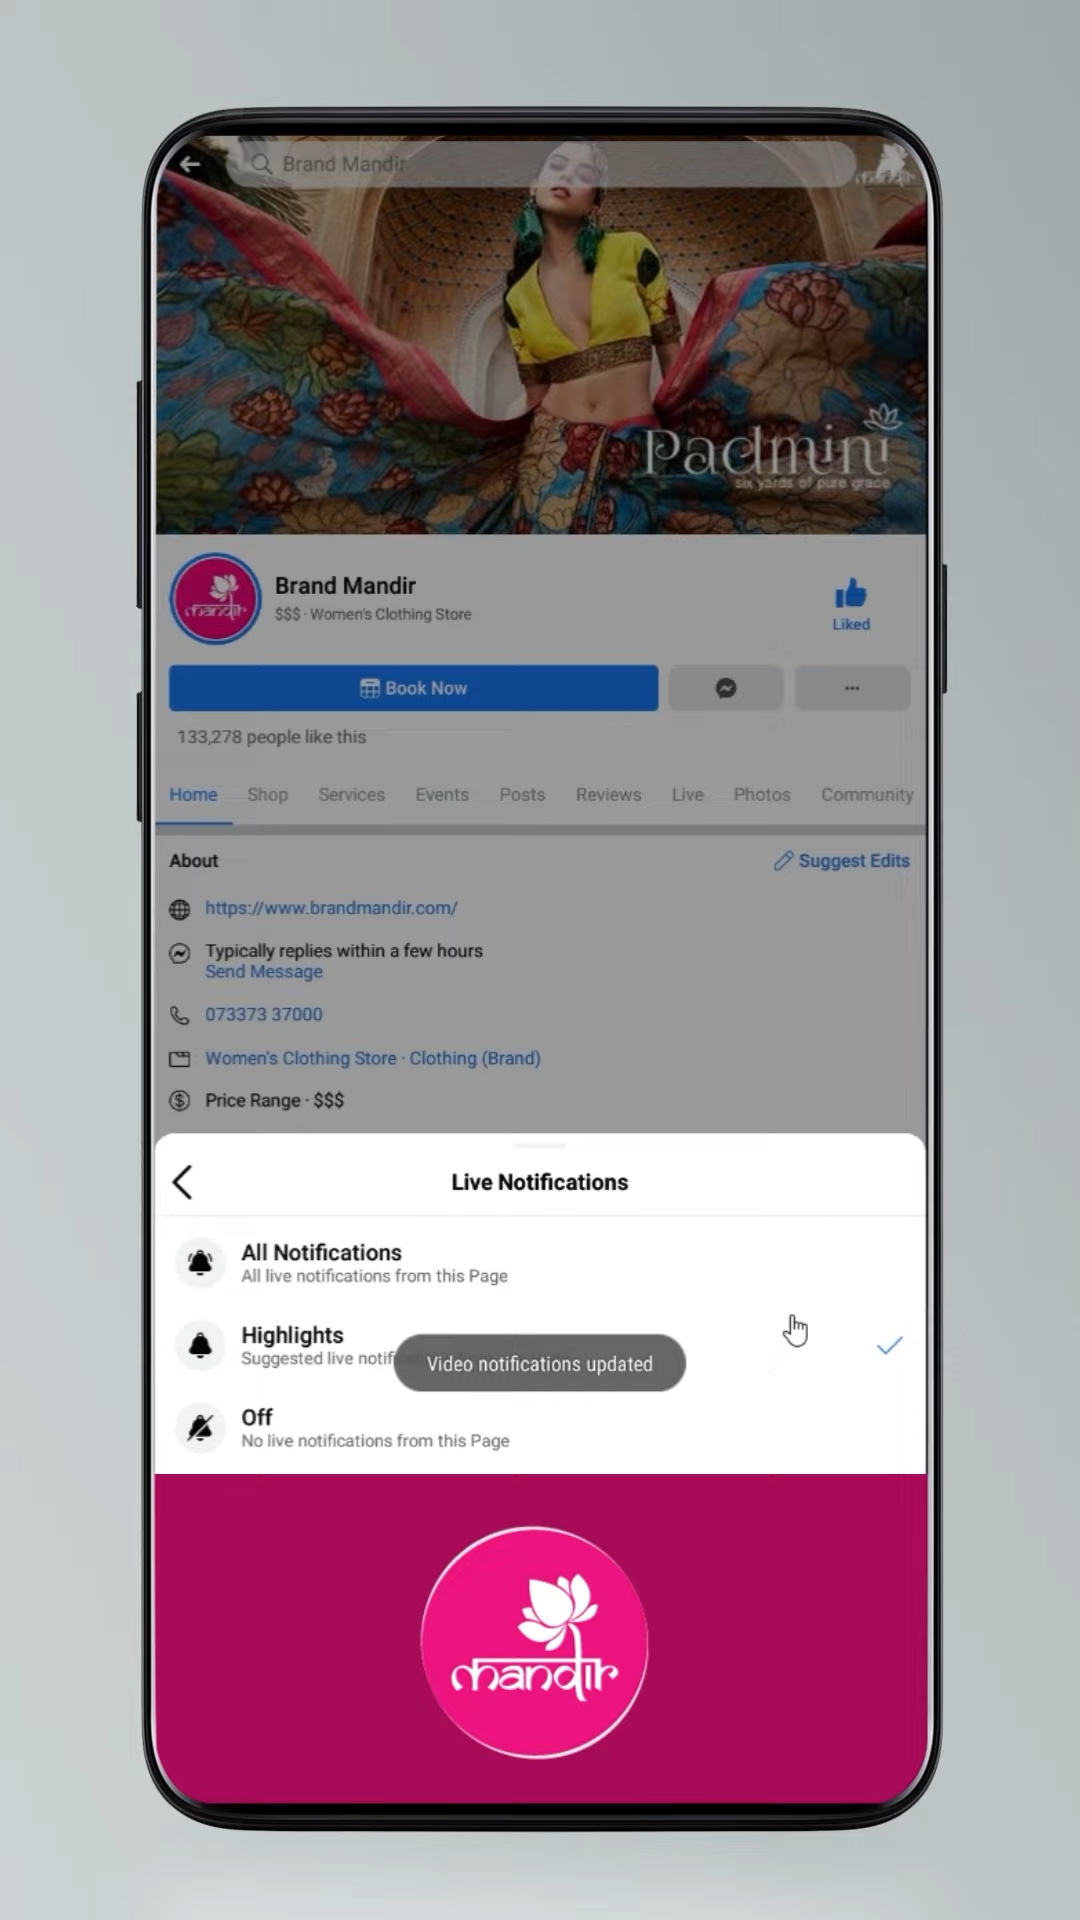 Brand Mandir
mandir
Padmini
six yards of pure grace
mandir
Brand Mandir
$$$ · Women's Clothing Store
Liked
Book Now
133,278 people like this
Home Shop Services Events Posts Reviews Live Photos Community
About
Suggest Edits
https://www.brandmandir.com/
Typically replies within a few hours
Send Message
073373 37000
Women's Clothing Store · Clothing (Brand)
Price Range · $$$
Live Notifications
All Notifications
All live notifications from this Page
Highlights
Suggested live
Video notifications updated
Off
No live notifications from this Page
mandir